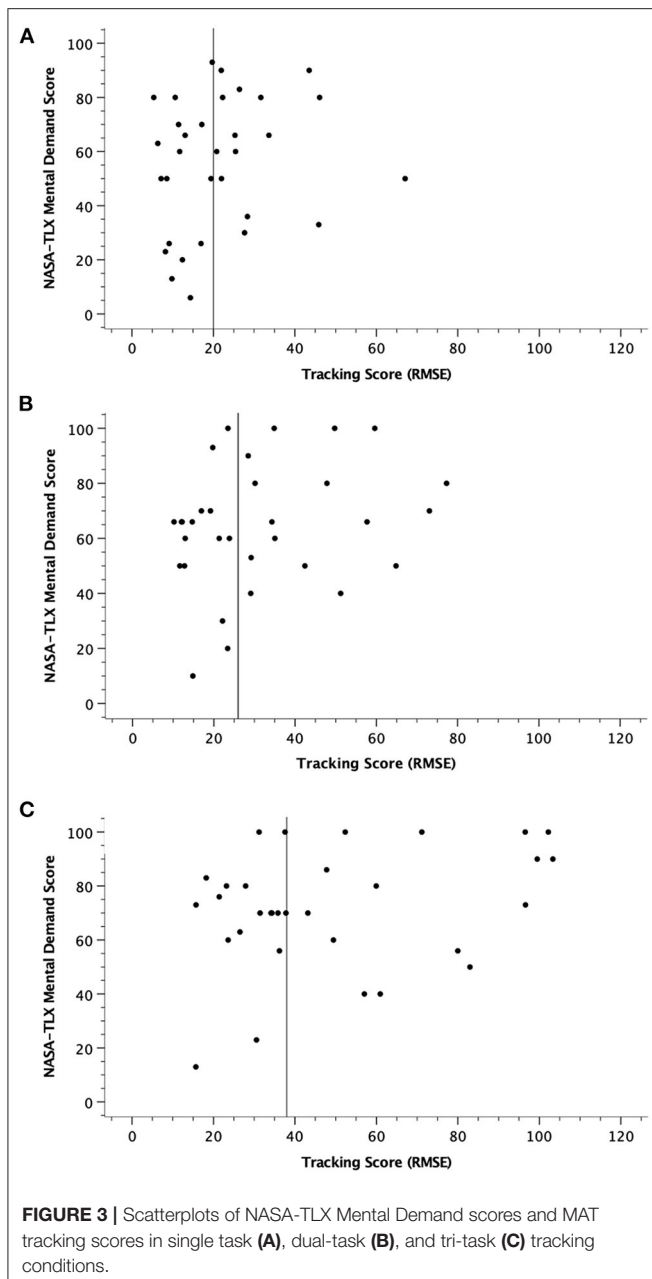 A
100
80
60
40
20
0
NASA-TLX Mental Demand Score
0 20 40 60 80 100 120
Tracking Score (RMSE)
B
100
80
60
40
20
0
NASA-TLX Mental Demand Score
0 20 40 60 80 100 120
Tracking Score (RMSE)
C
100
80
60
40
20
0
NASA-TLX Mental Demand Score
0 20 40 60 80 100 120
Tracking Score (RMSE)
FIGURE 3 | Scatterplots of NASA-TLX Mental Demand scores and MAT
tracking scores in single task (A), dual-task (B), and tri-task (C) tracking
conditions.